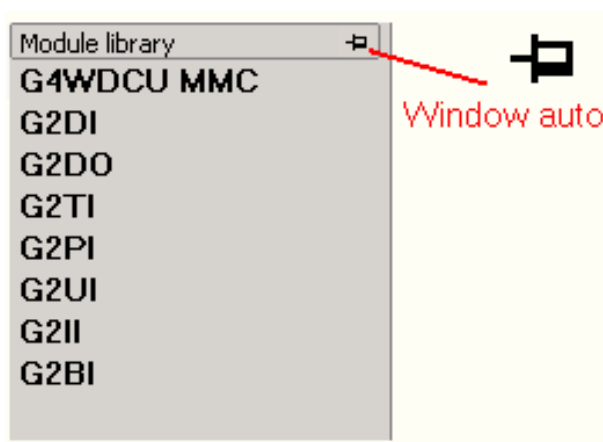 Module library
G4WDCU MMC
Window auto
G2DI
G2DO
G2TI
G2PI
G2UI
G2II
G2BI